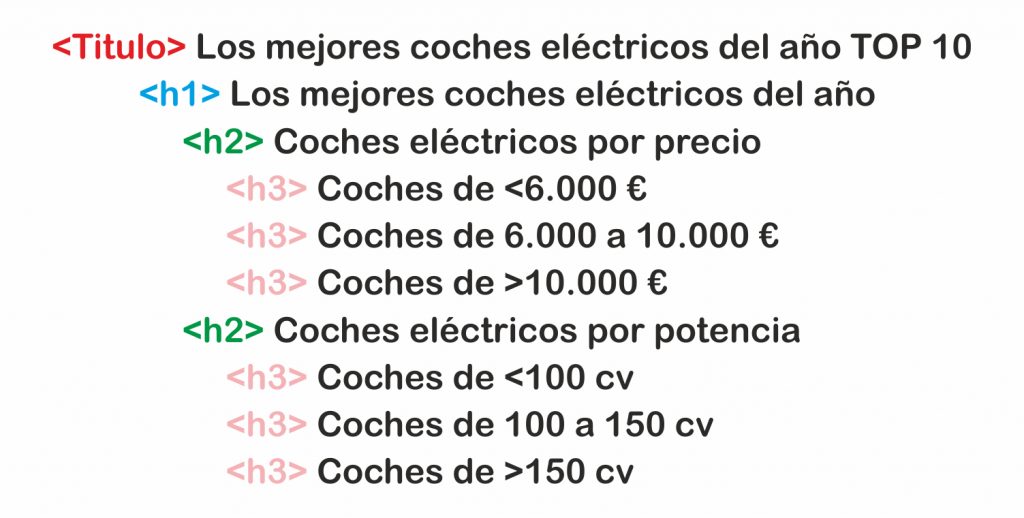 <Titulo> Los mejores coches eléctricos del año TOP 10
<h1> Los mejores coches eléctricos del año
<h2> Coches eléctricos por precio
<h3> Coches de <6.000 €
<h3> Coches de 6.000 a 10.000 €
<h3> Coches de >10.000 €
<h2> Coches eléctricos por potencia
<h3> Coches de <100 cv
<h3> Coches de 100 a 150 cv
<h3> Coches de >150 cv